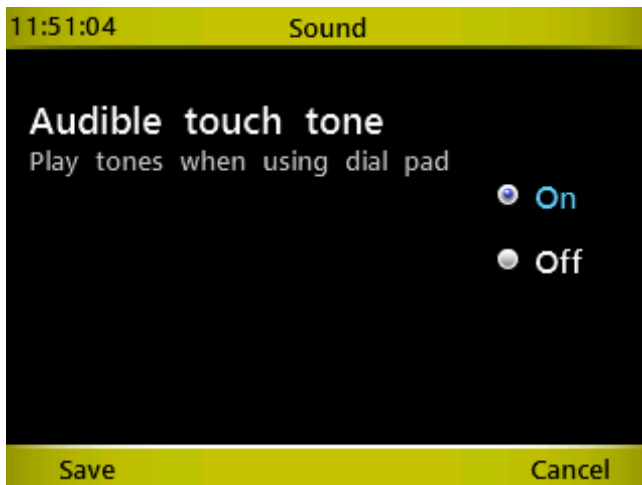 11:51:04 Sound
Audible touch tone
Play tones when using dial pad
On
Off
Save Cancel